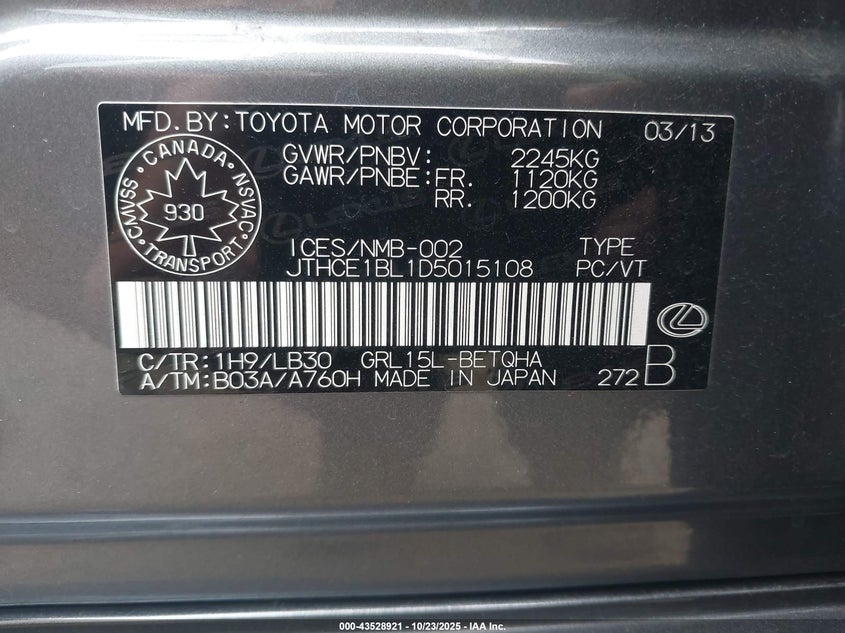 MFD.BY:TOYOTA MOTOR CORPORATION 03/13
CANADA
CMVSS
NSVAC
930
TRANSPORT
GVWR/PNBV: 2245KG
GAWR/PNBE: FR. 1120KG
RR. 1200KG
ICES/NMB-002 TYPE
JTHCE1BL1D5015108 PC/VT
C/TR:1H9/LB30 GRL15L-BETQHA
A/TM:B03A/A760H MADE IN JAPAN 272 B
000-43528921 - 10/23/2025 - IAA Inc.